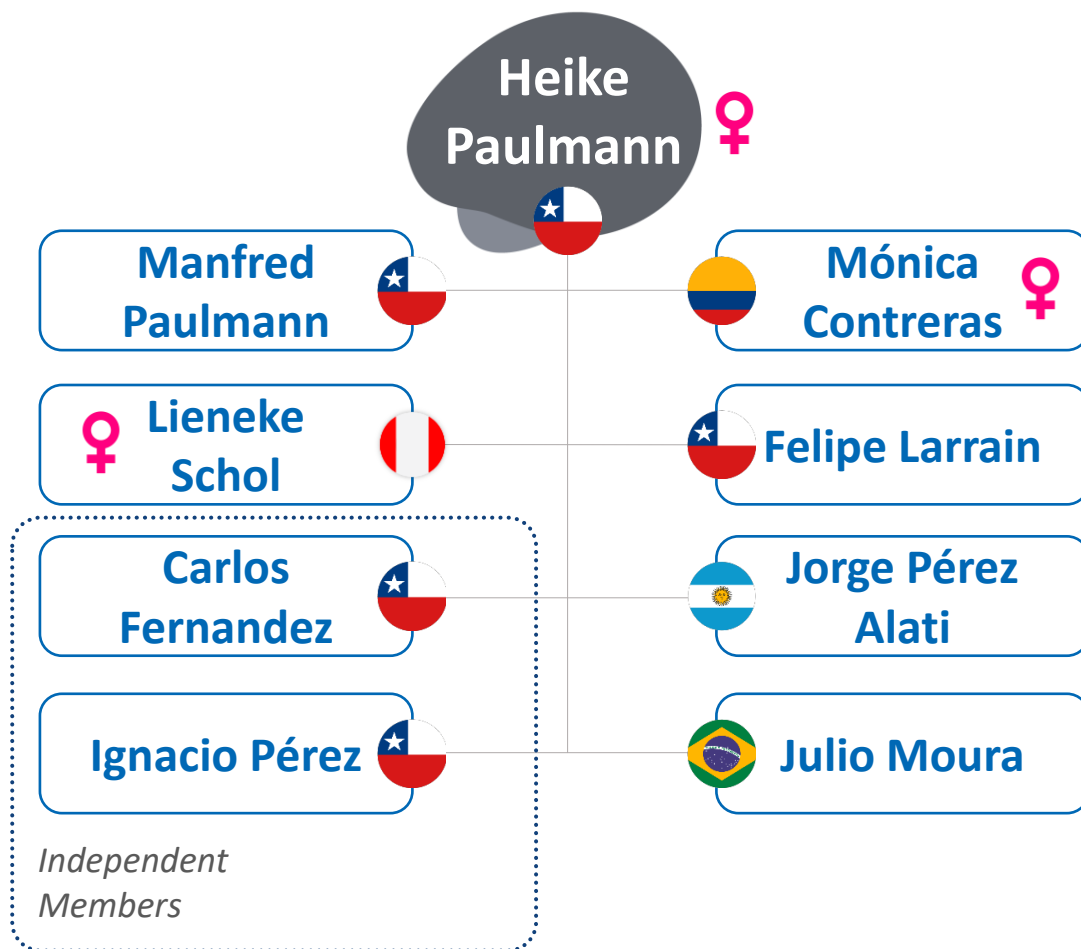 Heike
Paulmann
Manfred
Paulmann
Mónica
Contreras
Lieneke
Schol
Felipe Larrain
Carlos
Fernandez
Jorge Pérez
Alati
Ignacio Pérez
Julio Moura
Independent
Members